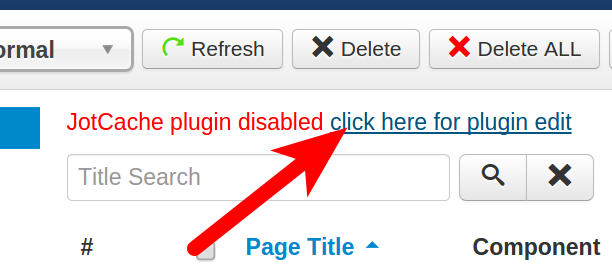 ormal Refresh Delete Delete ALL
JotCache plugin disabled click here for plugin edit
Title Search
# Page Title Component